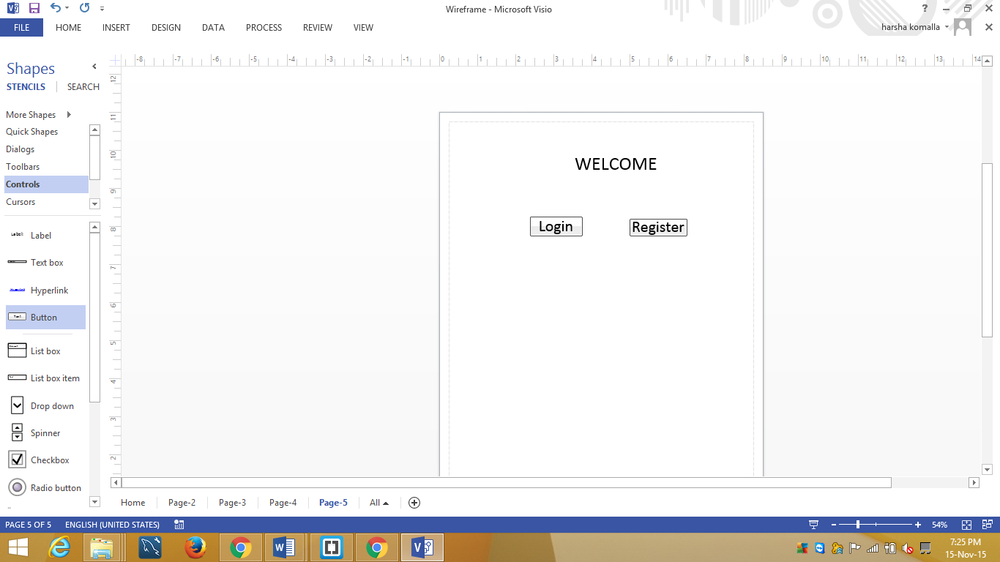 Wireframe - Microsoft Visio
?
FILE HOME INSERT DESIGN DATA PROCESS REVIEW VIEW
harsha komalla
Shapes
STENCILS SEARCH
More Shapes
Quick Shapes
Dialogs
Toolbars
Controls
Cursors
Label
Text box
Hyperlink
Button
List box
List box item
Drop down
Spinner
Checkbox
Radio button
-8 -7 -6 -5 -4 -3 -2 -1 0 1 2 3 4 5 6 7 8 9 10 11 12 13 14
12
11
10
9
8
7
6
5
4
3
2
WELCOME
Login Register
Home Page-2 Page-3 Page-4 Page-5 All
PAGE 5 OF 5 ENGLISH (UNITED STATES) 54%
7:25 PM
15-Nov-15